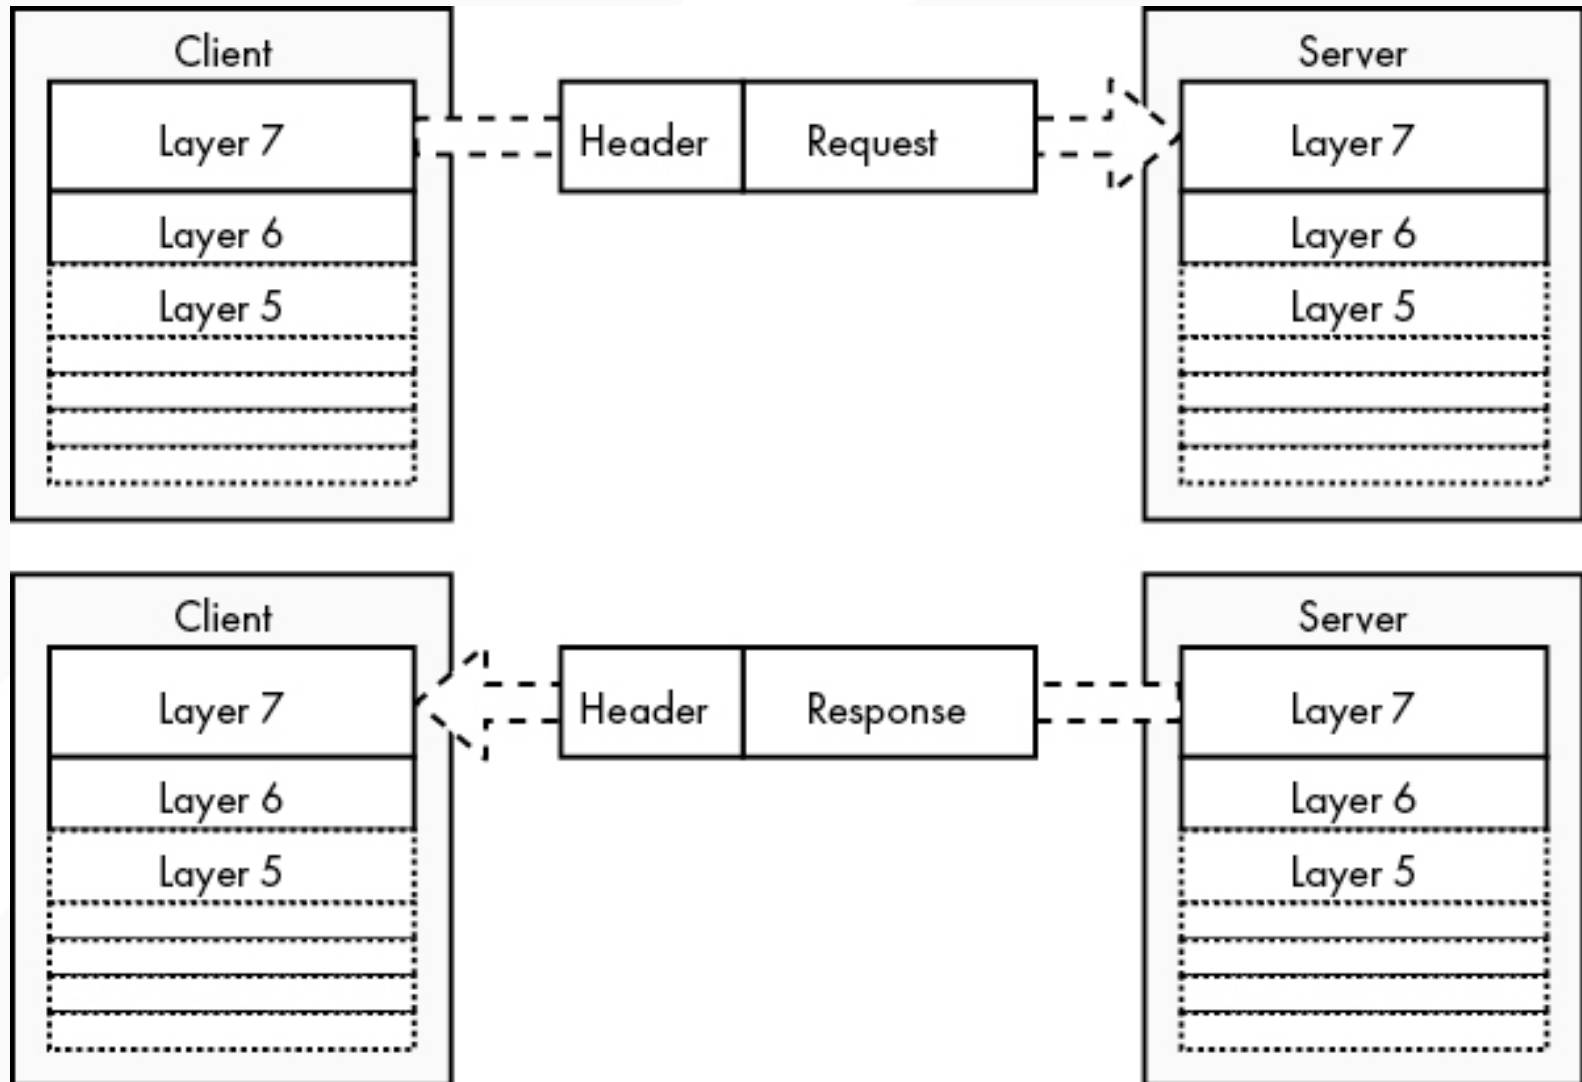 Client
Server
Layer 7
Header
Request
Layer 7
Layer 6
Layer 6
Layer 5
Layer 5
Client
Server
Layer 7
Header
Response
Layer 7
Layer 6
Layer 6
Layer 5
Layer 5